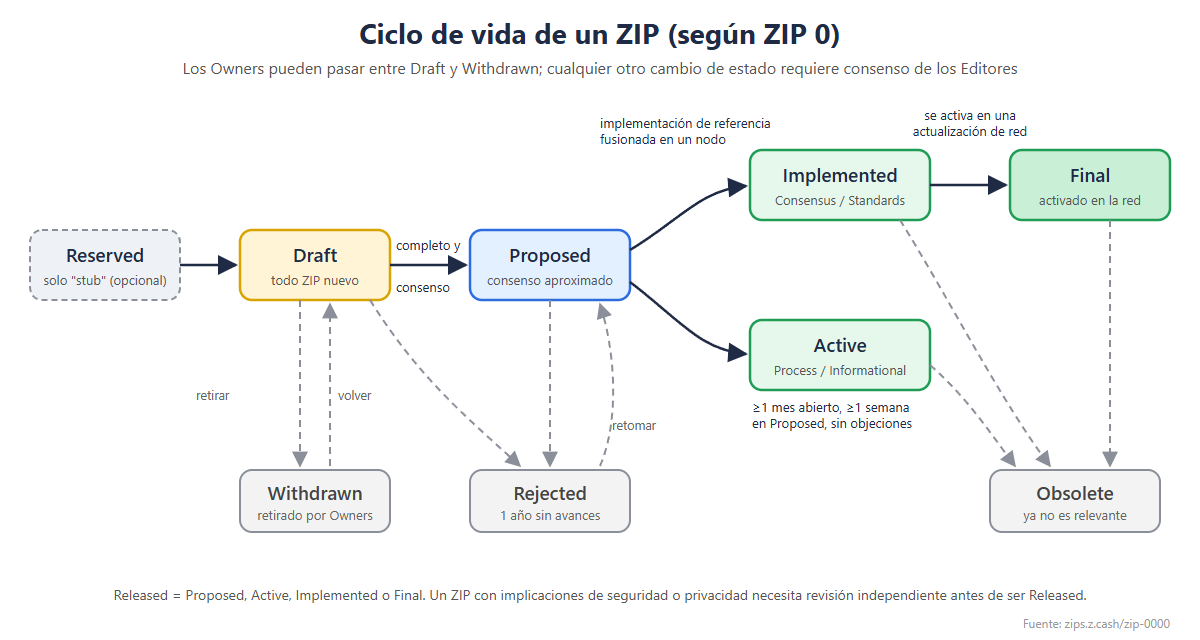 Ciclo de vida de un ZIP (según ZIP 0)
Los Owners pueden pasar entre Draft y Withdrawn; cualquier otro cambio de estado requiere consenso de los Editores
implementación de referencia
fusionada en un nodo
se activa en una
actualización de red
Implemented
Consensus / Standards
Final
activado en la red
Reserved
solo "stub" (opcional)
Draft
todo ZIP nuevo
completo y
consenso
Proposed
consenso aproximado
Active
Process / Informational
≥1 mes abierto, ≥1 semana
en Proposed, sin objeciones
retirar
volver
retomar
Withdrawn
retirado por Owners
Rejected
1 año sin avances
Obsolete
ya no es relevante
Released = Proposed, Active, Implemented o Final. Un ZIP con implicaciones de seguridad o privacidad necesita revisión independiente antes de ser Released.
Fuente: zips.z.cash/zip-0000